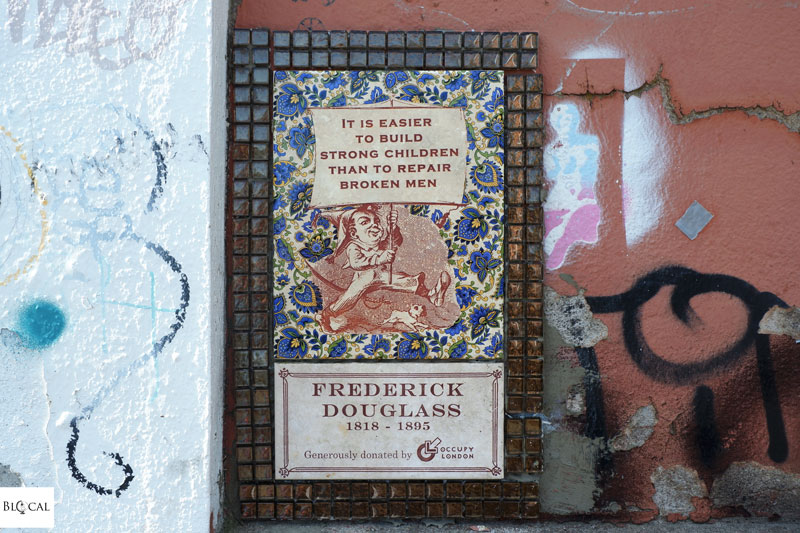 IT IS EASIER
TO BUILD
STRONG CHILDREN
THAN TO REPAIR
BROKEN MEN
FREDERICK
DOUGLASS
1818 - 1895
Generously donated by OCCUPY
LONDON
BLOCAL